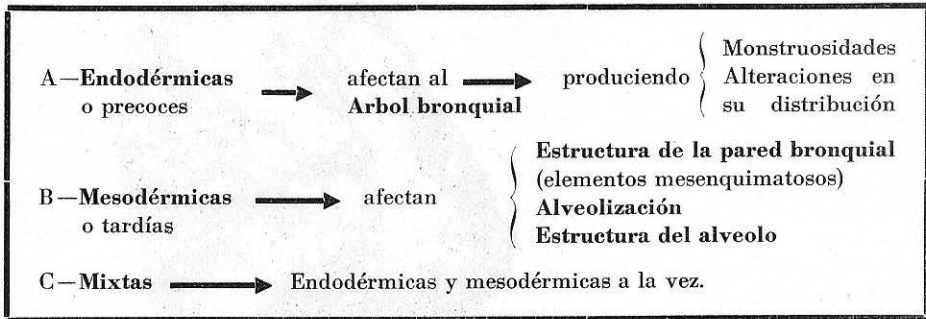 A—Endodérmicas afectan al produciendo Monstruosidades
o precoces Arbol bronquial Alteraciones en
su distribución
B—Mesodérmicas afectan Estructura de la pared bronquial
o tardías (elementos mesenquimatosos)
Alveolización
Estructura del alveolo
C—Mixtas Endodérmicas y mesodérmicas a la vez.